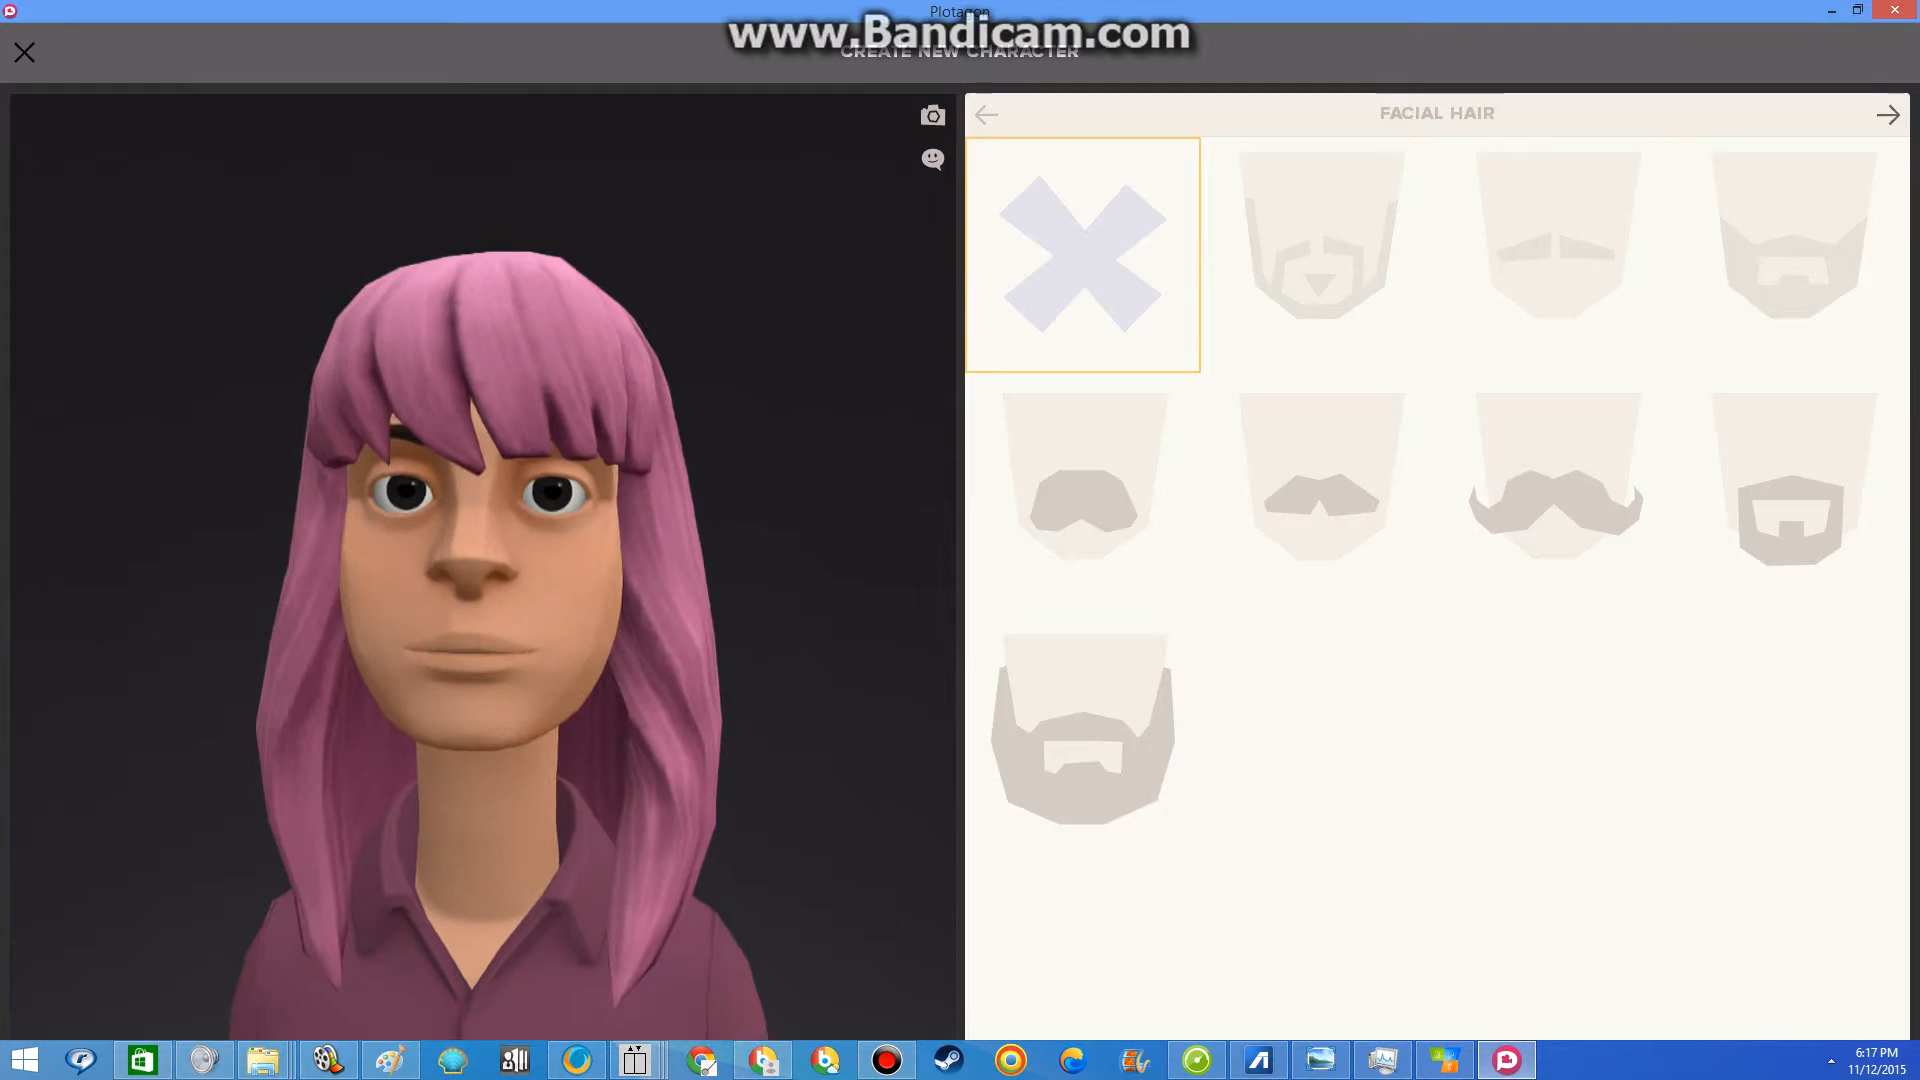 Plotagon
www.Bandicam.com
CREATE NEW CHARACTER
FACIAL HAIR
6:17 PM
11/12/2015